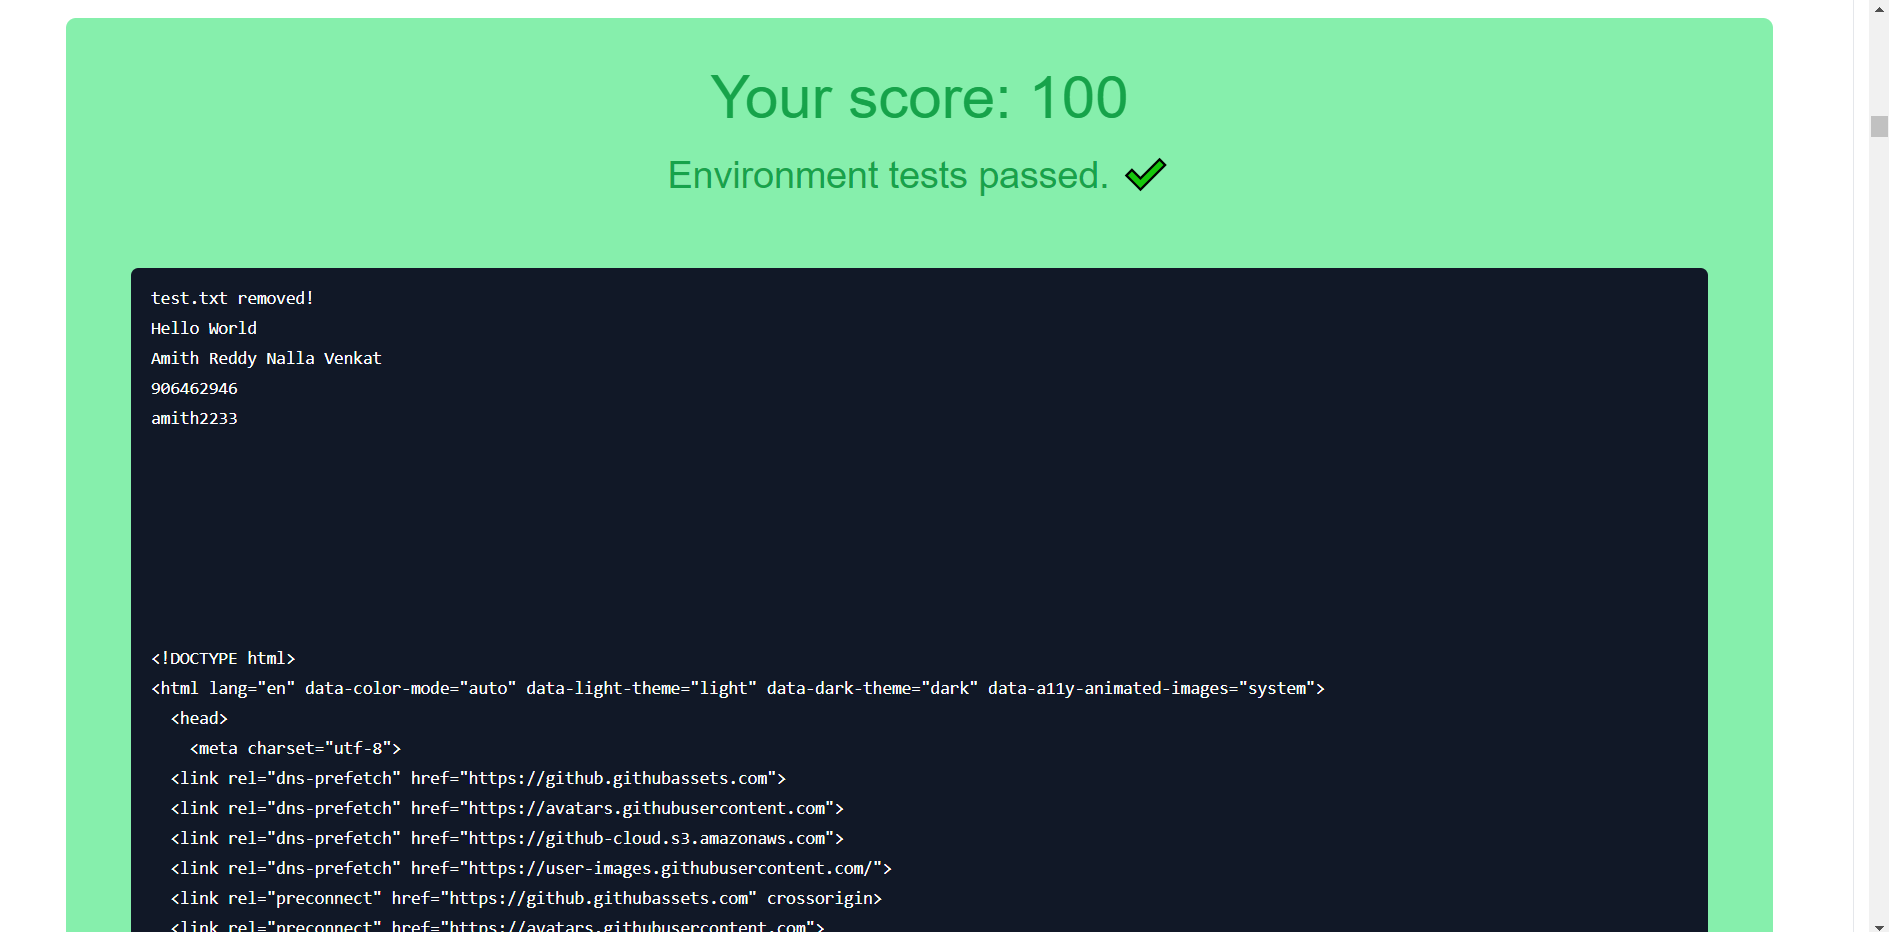 Your score: 100
Environment tests passed.
test.txt removed!
Hello World
Amith Reddy Nalla Venkat
906462946
amith2233
<!DOCTYPE html>
<html lang="en" data-color-mode="auto" data-light-theme="light" data-dark-theme="dark" data-a11y-animated-images="system">
<head>
<meta charset="utf-8">
<link rel="dns-prefetch" href="https://github.githubassets.com">
<link rel="dns-prefetch" href="https://avatars.githubusercontent.com">
<link rel="dns-prefetch" href="https://github-cloud.s3.amazonaws.com">
<link rel="dns-prefetch" href="https://user-images.githubusercontent.com/">
<link rel="preconnect" href="https://github.githubassets.com" crossorigin>
<link rel="preconnect" href="https://avatars.githubusercontent.com">